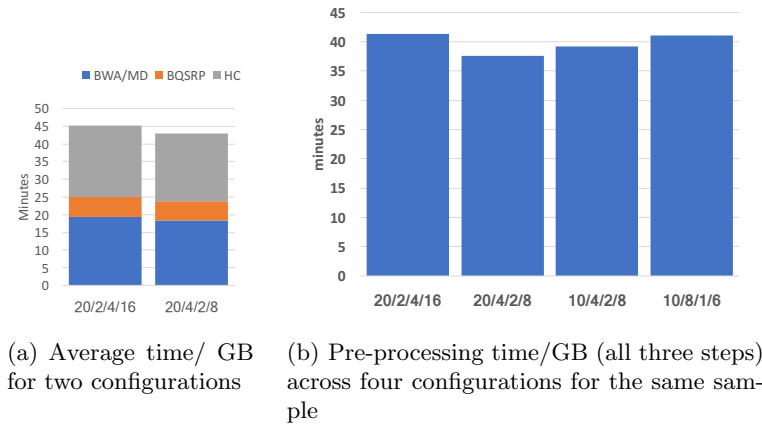 BWA/MD BQSRP HC
50
45
40
35
30
25
20
15
10
5
0
Minutes
20/2/4/16 20/4/2/8
(a) Average time/ GB
for two configurations
45
40
35
30
25
20
15
10
5
0
minutes
20/2/4/16 20/4/2/8 10/4/2/8 10/8/1/6
(b) Pre-processing time/GB (all three steps)
across four configurations for the same sam-
ple